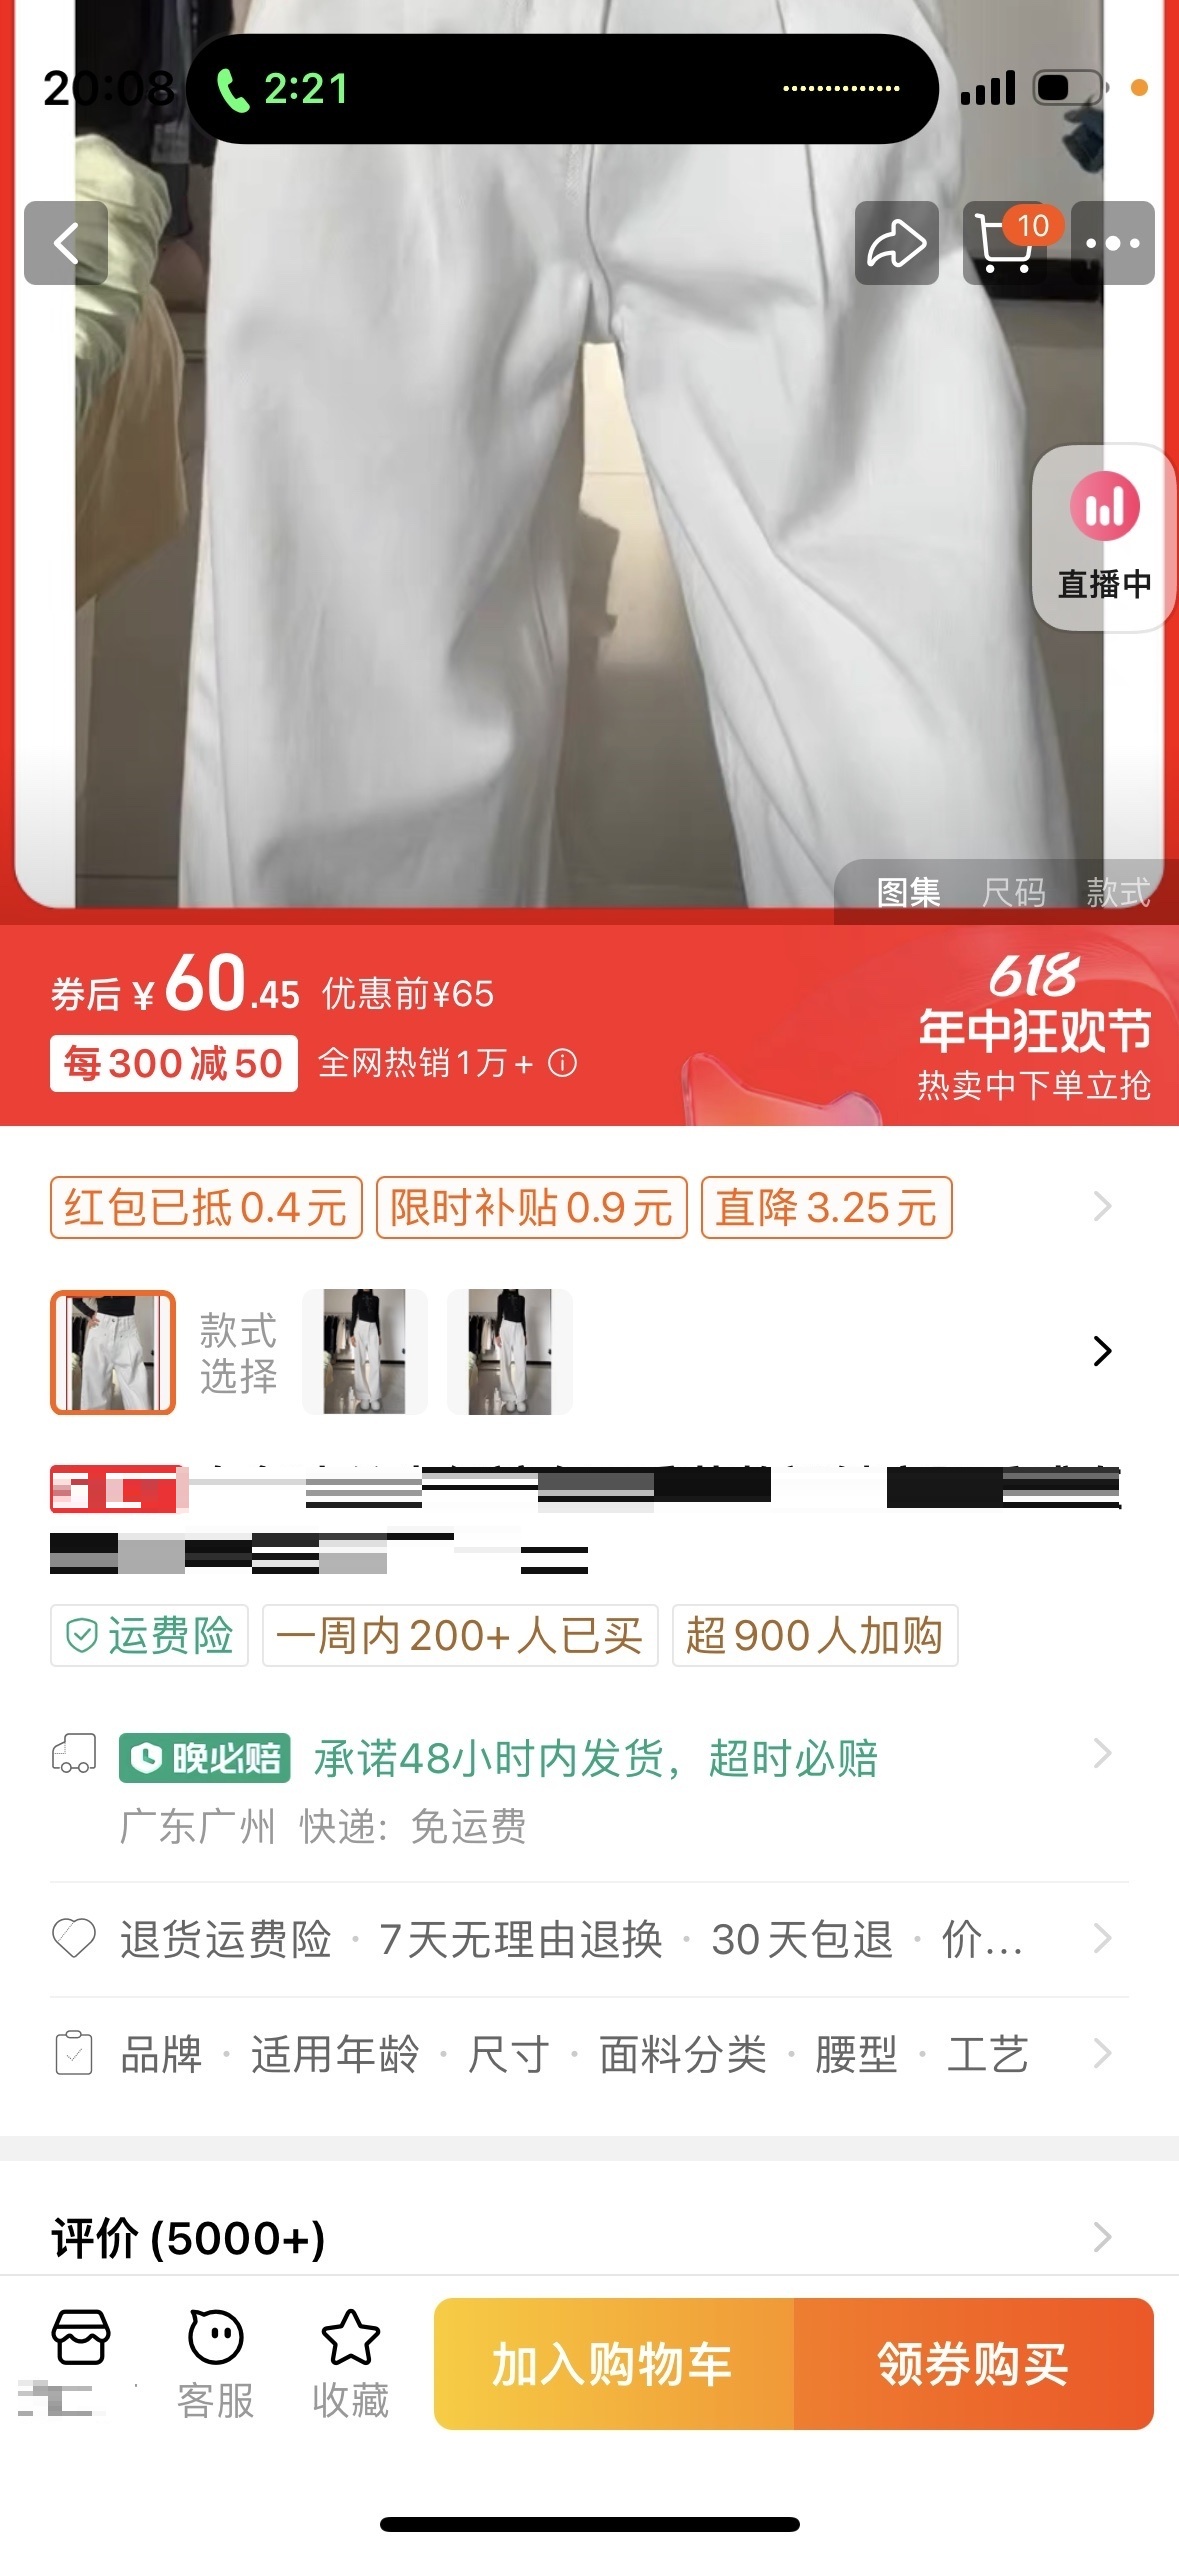 20:08
2:21
10
直播中
图集 尺码 款式
券后 ¥60.45 优惠前¥65
每300减50 全网热销1万+
618
年中狂欢节
热卖中下单立抢
红包已抵0.4元 限时补贴0.9元 直降3.25元
款式
选择
运费险 一周内200+人已买 超900人加购
晚必赔 承诺48小时内发货，超时必赔
广东广州 快递：免运费
退货运费险 · 7天无理由退换 · 30天包退 · 价...
品牌 · 适用年龄 · 尺寸 · 面料分类 · 腰型 · 工艺
评价 (5000+)
客服 收藏 加入购物车 领券购买